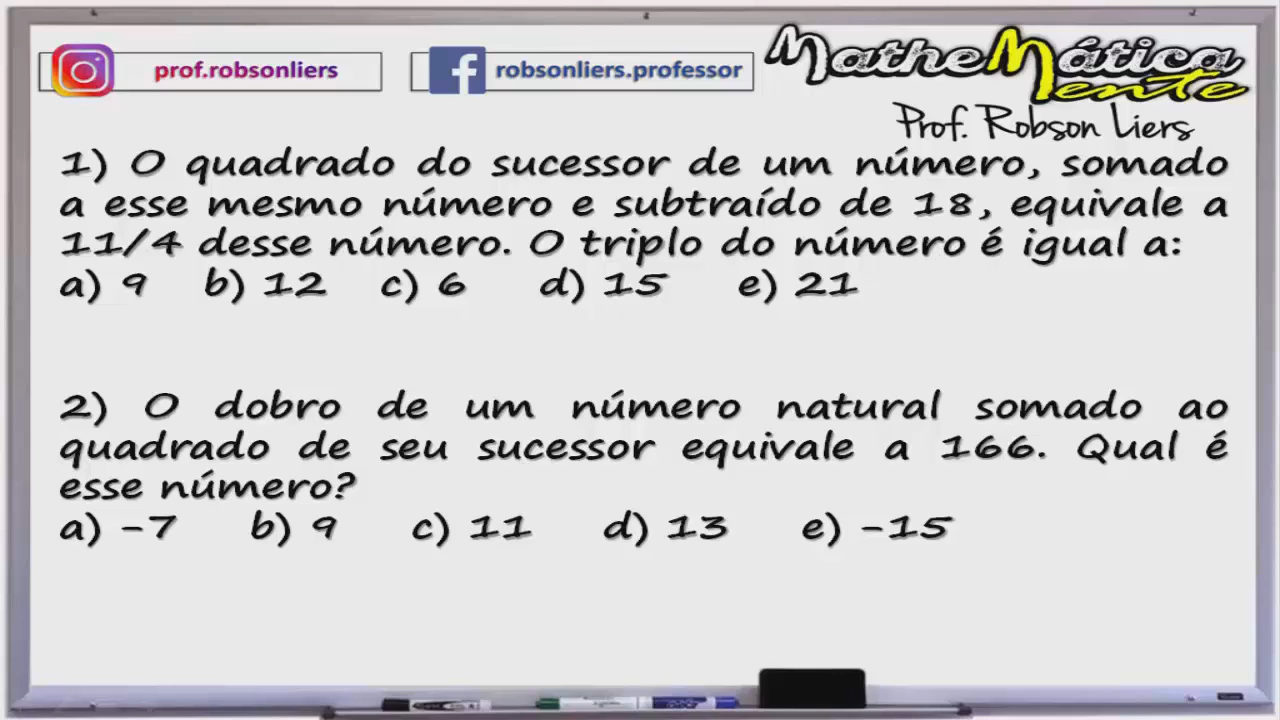 prof.robsonliers
robsonliers.professor
MatheMática
Mente
Prof. Robson Liers
1) O quadrado do sucessor de um número, somado
a esse mesmo número e subtraído de 18, equivale a
11/4 desse número. O triplo do número é igual a:
a) 9 b) 12 c) 6 d) 15 e) 21
2) O dobro de um número natural somado ao
quadrado de seu sucessor equivale a 166. Qual é
esse número?
a) -7 b) 9 c) 11 d) 13 e) -15